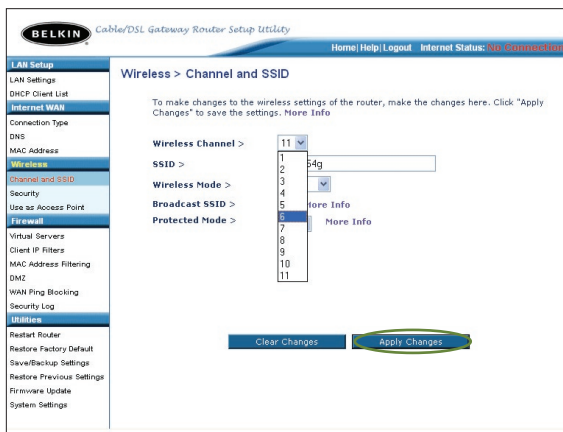 BELKIN Cable/DSL Gateway Router Setup Utility
Home| Help| Logout Internet Status: No Connection
LAN Setup
LAN Settings
DHCP Client List
Internet WAN
Connection Type
DNS
MAC Address
Wireless
Channel and SSID
Security
Use as Access Point
Firewall
Virtual Servers
Client IP Filters
MAC Address Filtering
DMZ
WAN Ping Blocking
Security Log
Utilities
Restart Router
Restore Factory Default
Save/Backup Settings
Restore Previous Settings
Firmware Update
System Settings
Wireless > Channel and SSID
To make changes to the wireless settings of the router, make the changes here. Click "Apply
Changes" to save the settings. More Info
Wireless Channel > 11
SSID > 54g
Wireless Mode >
Broadcast SSID > More Info
Protected Mode > More Info
1
2
3
4
5
6
7
8
9
10
11
Clear Changes Apply Changes